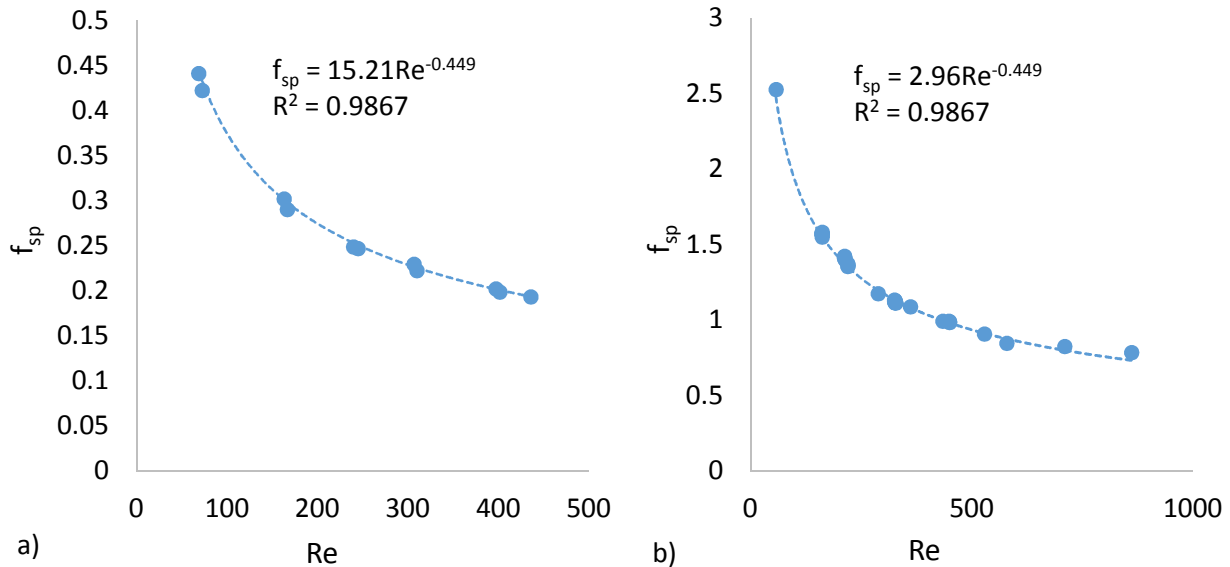 0.5
0.45
0.4
0.35
0.3
0.25
0.2
0.15
0.1
0.05
0
f_sp
f_sp = 15.21Re^-0.449
R² = 0.9867
0 100 200 300 400 500
Re
a)
3
2.5
2
1.5
1
0.5
0
f_sp
f_sp = 2.96Re^-0.449
R² = 0.9867
0 500 1000
Re
b)